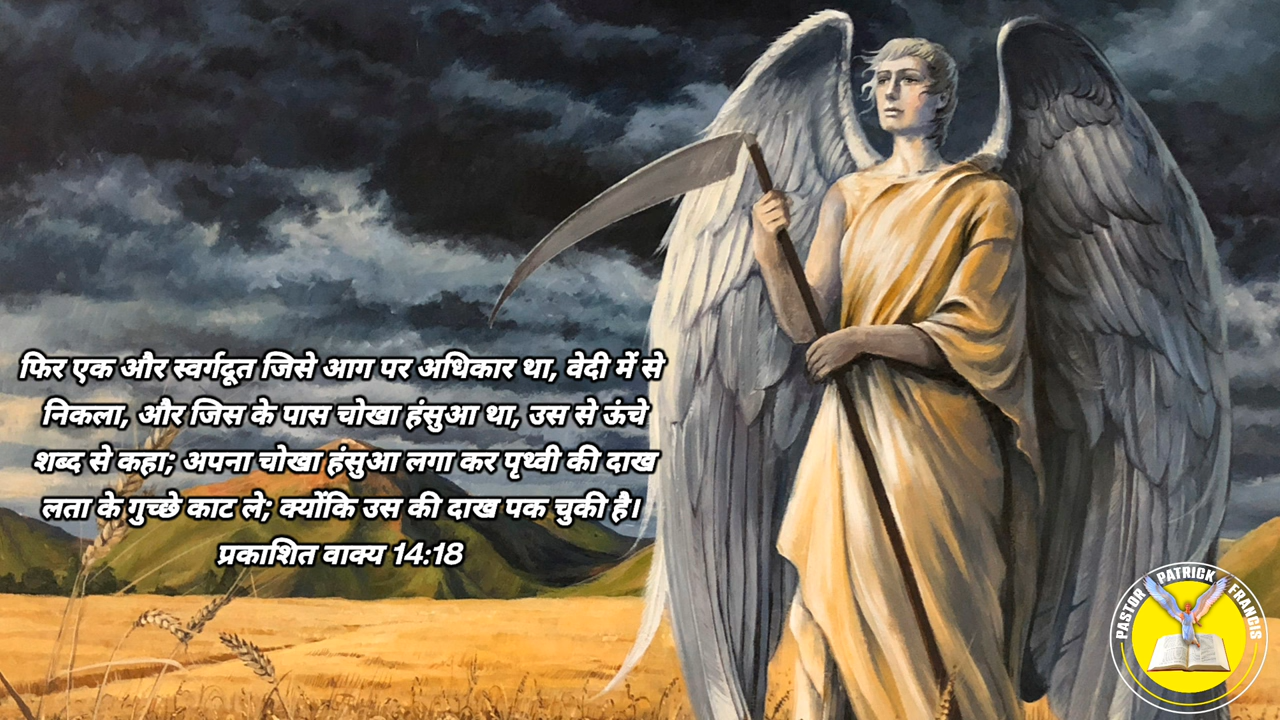 फिर एक और स्वर्गदूत जिसे आग पर अधिकार था, वेदी में से
निकला, और जिस के पास चोखा हंसुआ था, उस से ऊंचे
शब्द से कहा; अपना चोखा हंसुआ लगा कर पृथ्वी की दाख
लता के गुच्छे काट ले; क्योंकि उस की दाख पक चुकी है।
प्रकाशित वाक्य 14:18
PASTOR PATRICK FRANCIS